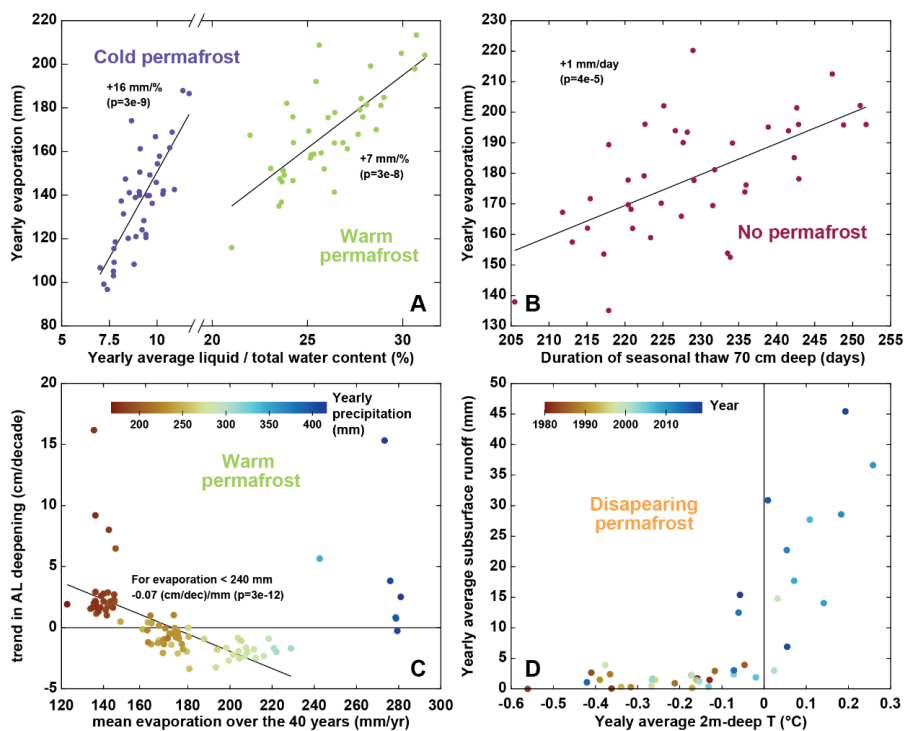 220
200
180
160
140
120
100
80
Yearly evaporation (mm)
Cold permafrost
+16 mm/%
(p=3e-9)
+7 mm/%
(p=3e-8)
Warm
permafrost
A
5
7.5
20
25
30
Yearly average liquid / total water content (%)
230
220
210
200
190
180
170
160
150
140
130
Yearly evaporation (mm)
+1 mm/day
(p=4e-5)
No permafrost
B
205
215
220
225
230
235
240
245
250
255
Duration of seasonal thaw 70 cm deep (days)
20
15
10
5
0
-5
trend in AL deepening (cm/decade)
Yearly
precipitation
(mm)
200
250
300
350
400
Warm
permafrost
For evaporation < 240 mm
-0.07 (cm/dec)/mm (p=3e-12)
C
120
140
160
180
200
220
240
260
280
300
mean evaporation over the 40 years (mm/yr)
50
45
40
35
30
25
20
15
10
5
0
Yearly average subsurface runoff (mm)
Year
1980
1990
2000
2010
Disapearing
permafrost
D
-0.6
-0.5
-0.4
-0.3
-0.2
-0.1
0
0.1
0.2
0.3
Yealy average 2m-deep T (°C)